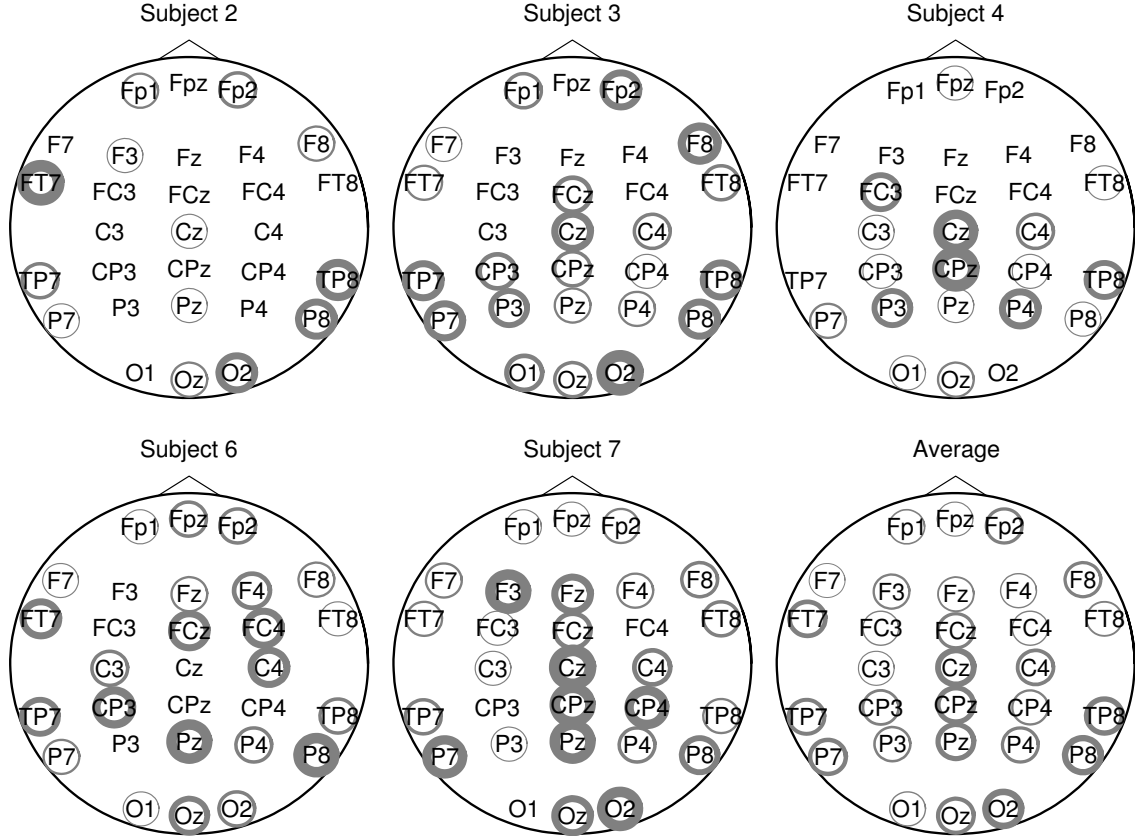 Subject 2 Subject 3 Subject 4
Fp1 Fpz Fp2 Fp1 Fpz Fp2 Fp1 Fpz Fp2
F7 F3 Fz F4 F8 F7 F3 Fz F4 F8 F7 F3 Fz F4 F8
FT7 FC3 FCz FC4 FT8 FT7 FC3 FCz FC4 FT8 FT7 FC3 FCz FC4 FT8
C3 Cz C4 C3 Cz C4 C3 Cz C4
TP7 CP3 CPz CP4 TP8 TP7 CP3 CPz CP4 TP8 TP7 CP3 CPz CP4 TP8
P7 P3 Pz P4 P8 P7 P3 Pz P4 P8 P7 P3 Pz P4 P8
O1 Oz O2 O1 Oz O2 O1 Oz O2
Subject 6 Subject 7 Average
Fp1 Fpz Fp2 Fp1 Fpz Fp2 Fp1 Fpz Fp2
F7 F3 Fz F4 F8 F7 F3 Fz F4 F8 F7 F3 Fz F4 F8
FT7 FC3 FCz FC4 FT8 FT7 FC3 FCz FC4 FT8 FT7 FC3 FCz FC4 FT8
C3 Cz C4 C3 Cz C4 C3 Cz C4
TP7 CP3 CPz CP4 TP8 TP7 CP3 CPz CP4 TP8 TP7 CP3 CPz CP4 TP8
P7 P3 Pz P4 P8 P7 P3 Pz P4 P8 P7 P3 Pz P4 P8
O1 Oz O2 O1 Oz O2 O1 Oz O2